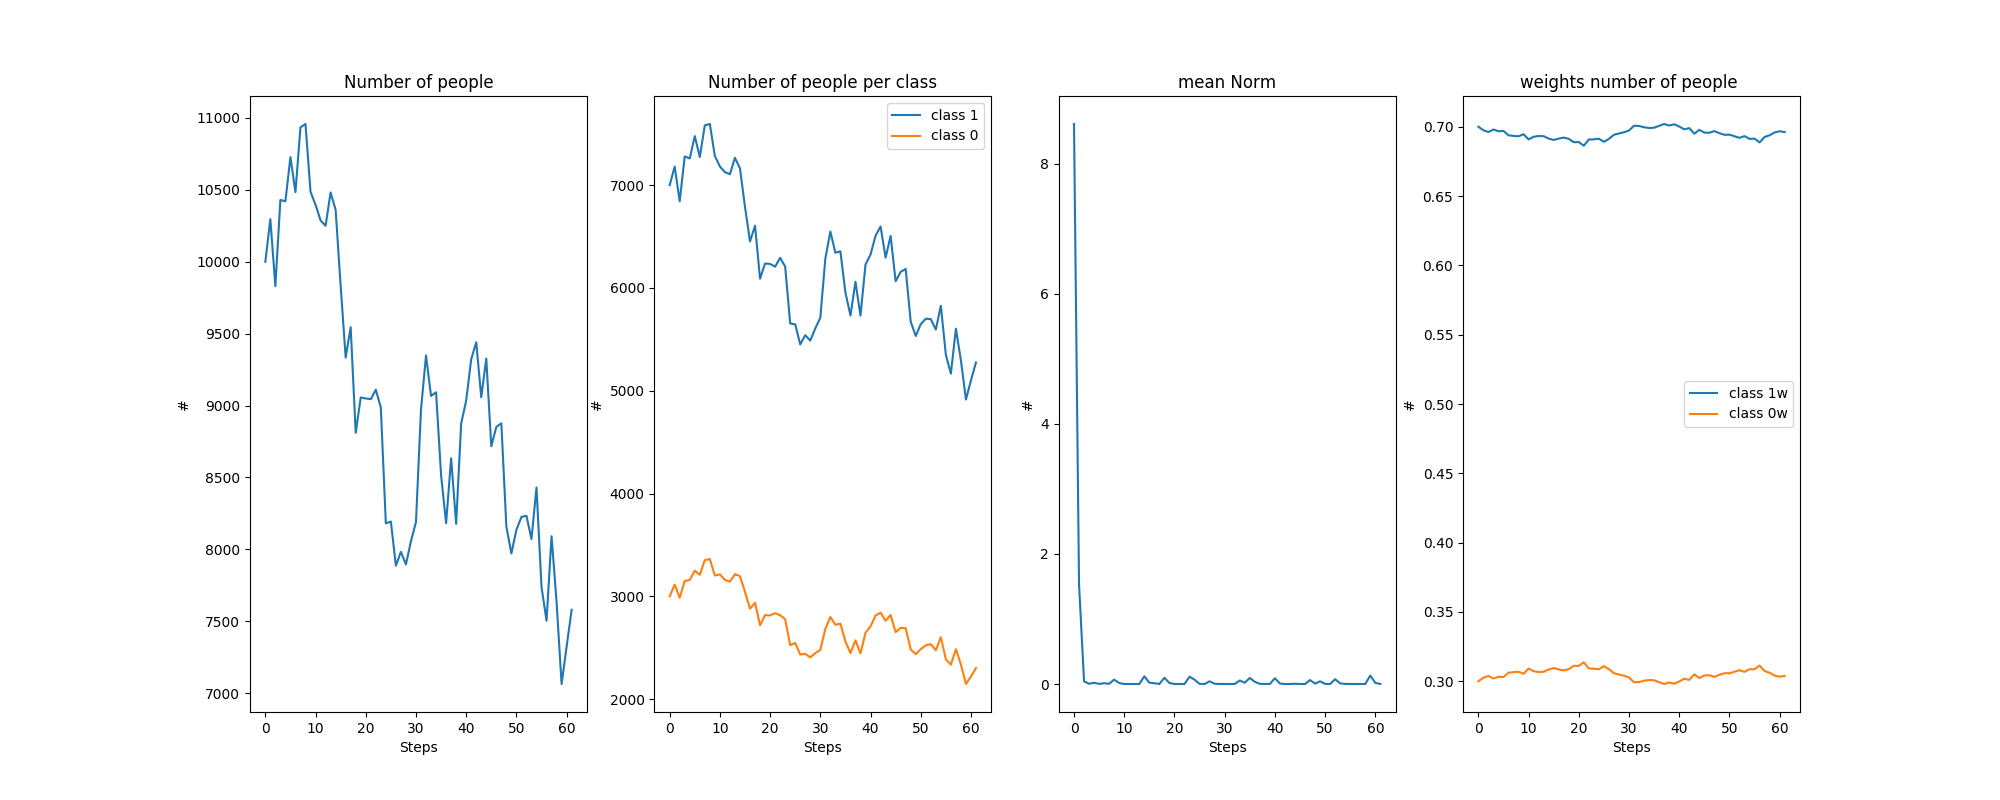 Number of people
11000
10500
10000
9500
9000
8500
8000
7500
7000
#
0 10 20 30 40 50 60
Steps
Number of people per class
class 1
class 0
7000
6000
5000
4000
3000
2000
#
0 10 20 30 40 50 60
Steps
mean Norm
8
6
4
2
0
#
0 10 20 30 40 50 60
Steps
weights number of people
0.70
0.65
0.60
0.55
0.50
0.45
0.40
0.35
0.30
#
class 1w
class 0w
0 10 20 30 40 50 60
Steps